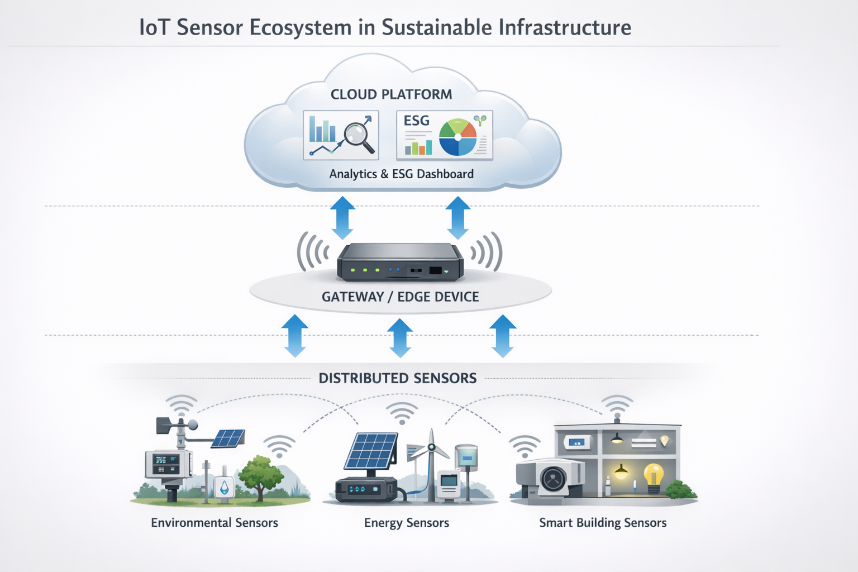 IoT Sensor Ecosystem in Sustainable Infrastructure
CLOUD PLATFORM
ESG
Analytics & ESG Dashboard
GATEWAY / EDGE DEVICE
DISTRIBUTED SENSORS
Environmental Sensors
Energy Sensors
Smart Building Sensors